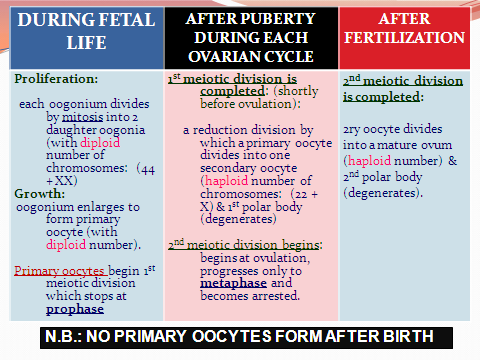 DURING FETAL
LIFE
AFTER PUBERTY
DURING EACH
OVARIAN CYCLE
AFTER
FERTILIZATION
Proliferation:
each oogonium divides
by mitosis into 2
daughter oogonia
(with diploid
number of
chromosomes: (44
+XX)
Growth:
oogonium enlarges to
form primary
oocyte (with
diploid number).
Primary oocytes begin 1st
meiotic division
which stops at
prophase
1st meiotic division is
completed: (shortly
before ovulation):
a reduction division by
which a primary oocyte
divides into one
secondary oocyte
(haploid number of
chromosomes: (22 +
X) & 1st polar body
(degenerates)
2nd meiotic division begins:
begins at ovulation,
progresses only to
metaphase and
becomes arrested.
2nd meiotic division
is completed:
2ry oocyte divides
into a mature ovum
(haploid number) &
2nd polar body
(degenerates).
N.B.: NO PRIMARY OOCYTES FORM AFTER BIRTH